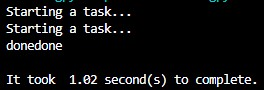 Starting a task...
Starting a task...
donedone
It took  1.02 second(s) to complete.